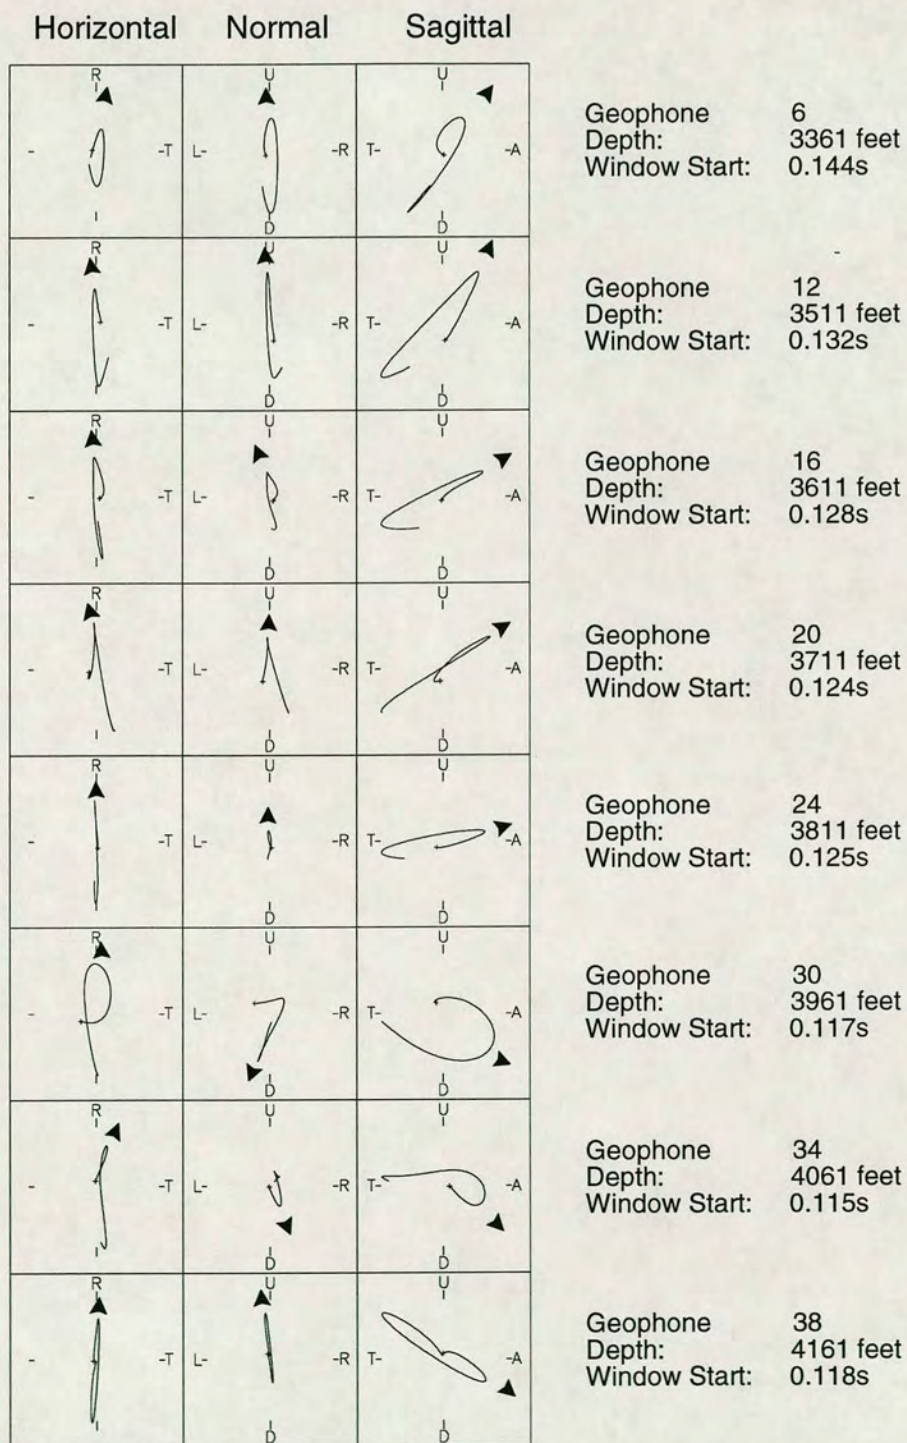 Horizontal Normal Sagittal
R U U
- -T L- -R T- -A
D D
Geophone 6
Depth: 3361 feet
Window Start: 0.144s
R U U
- -T L- -R T- -A
D D
Geophone 12
Depth: 3511 feet
Window Start: 0.132s
R U U
- -T L- -R T- -A
D D
Geophone 16
Depth: 3611 feet
Window Start: 0.128s
R U U
- -T L- -R T- -A
D D
Geophone 20
Depth: 3711 feet
Window Start: 0.124s
R U U
- -T L- -R T- -A
D D
Geophone 24
Depth: 3811 feet
Window Start: 0.125s
R U U
- -T L- -R T- -A
D D
Geophone 30
Depth: 3961 feet
Window Start: 0.117s
R U U
- -T L- -R T- -A
D D
Geophone 34
Depth: 4061 feet
Window Start: 0.115s
R U U
- -T L- -R T- -A
D D
Geophone 38
Depth: 4161 feet
Window Start: 0.118s